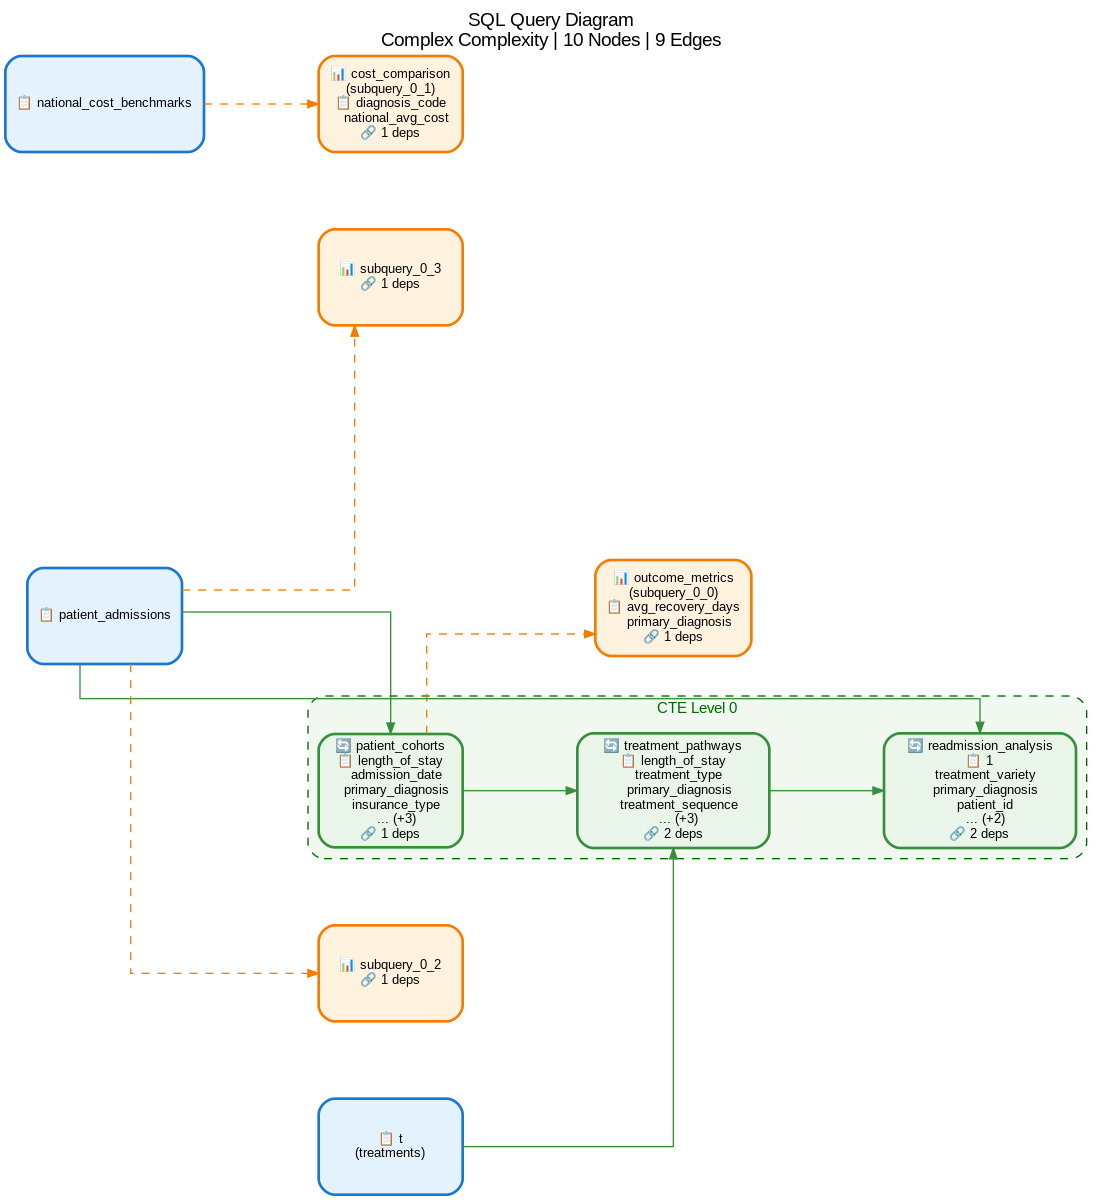 SQL Query Diagram
Complex Complexity | 10 Nodes | 9 Edges
📋 national_cost_benchmarks
📊 cost_comparison
(subquery_0_1)
📋 diagnosis_code
national_avg_cost
🔗 1 deps
📊 subquery_0_3
🔗 1 deps
📋 patient_admissions
📊 outcome_metrics
(subquery_0_0)
📋 avg_recovery_days
primary_diagnosis
🔗 1 deps
CTE Level 0
🔄 patient_cohorts
📋 length_of_stay
admission_date
primary_diagnosis
insurance_type
... (+3)
🔗 1 deps
🔄 treatment_pathways
📋 length_of_stay
treatment_type
primary_diagnosis
treatment_sequence
... (+3)
🔗 2 deps
🔄 readmission_analysis
📋 1
treatment_variety
primary_diagnosis
patient_id
... (+2)
🔗 2 deps
📊 subquery_0_2
🔗 1 deps
📋 t
(treatments)